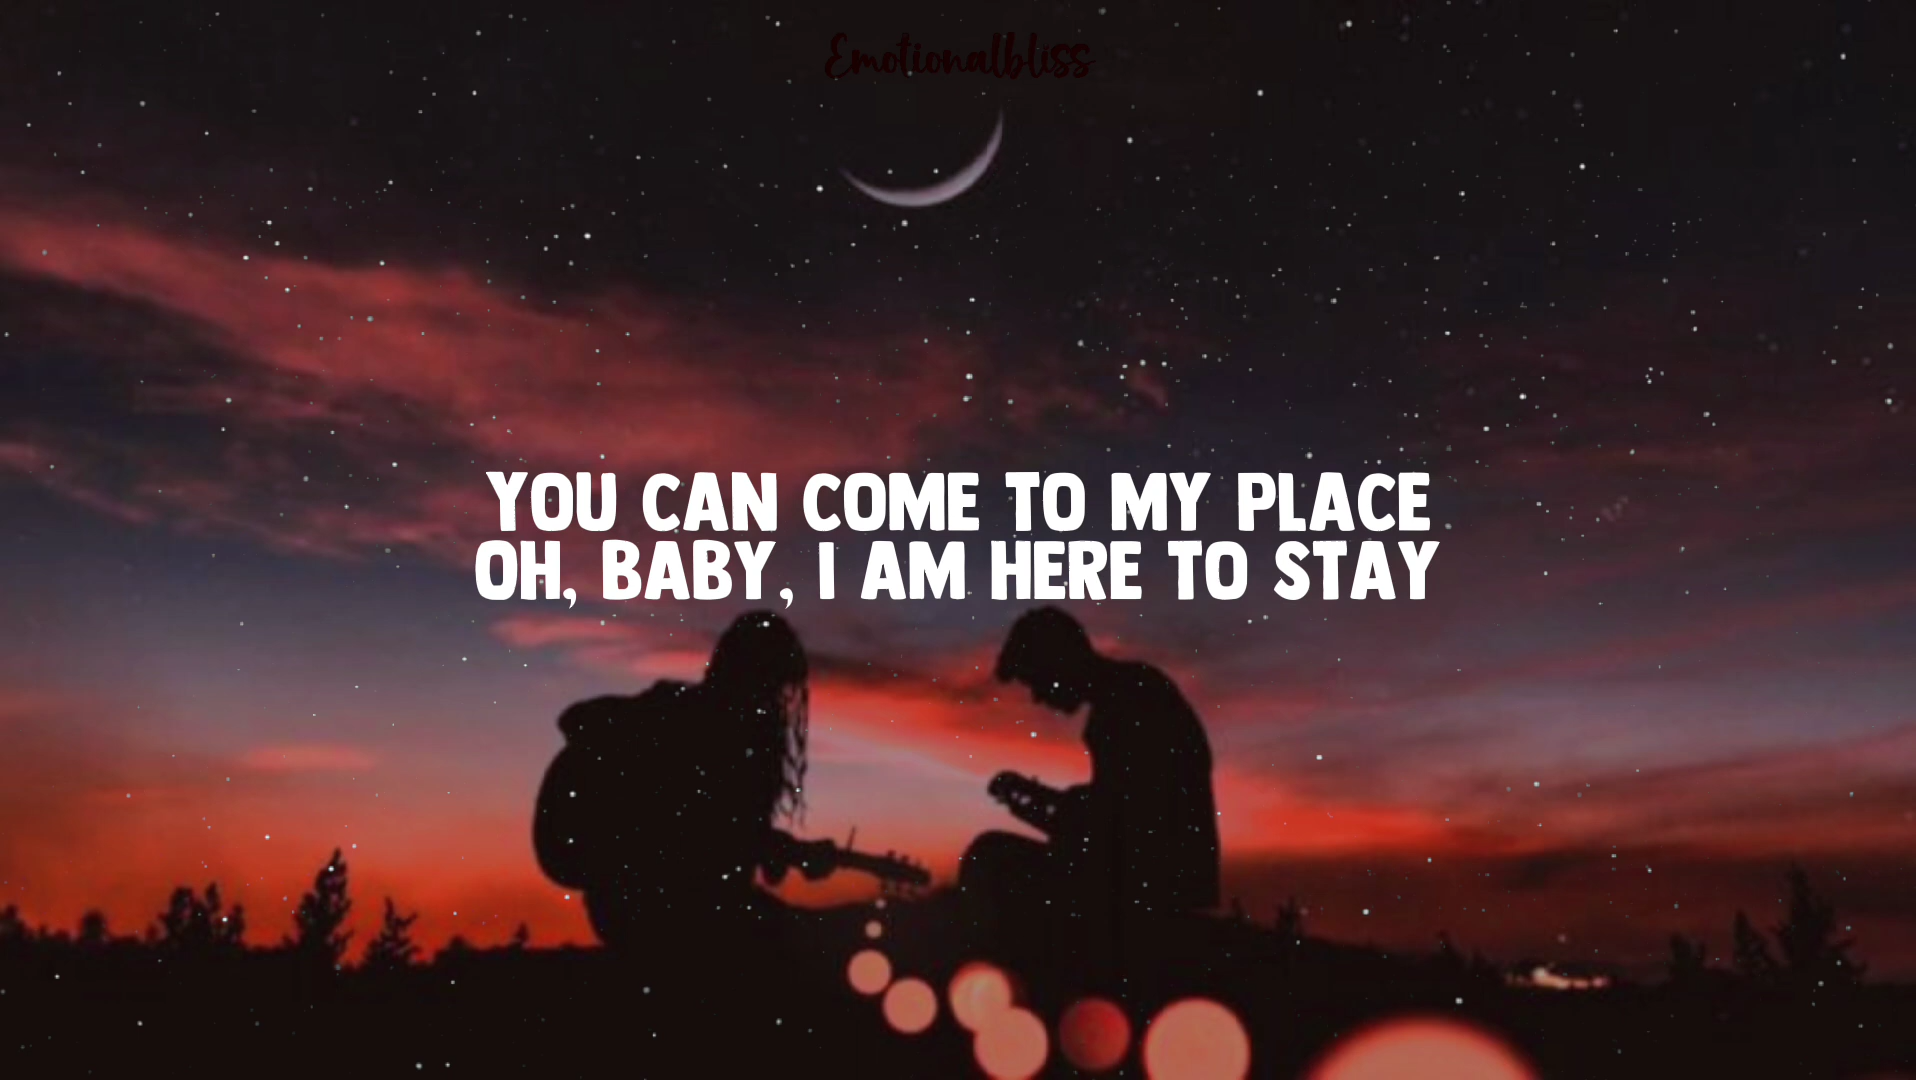 Emotionalbliss
YOU CAN COME TO MY PLACE
OH, BABY, I AM HERE TO STAY